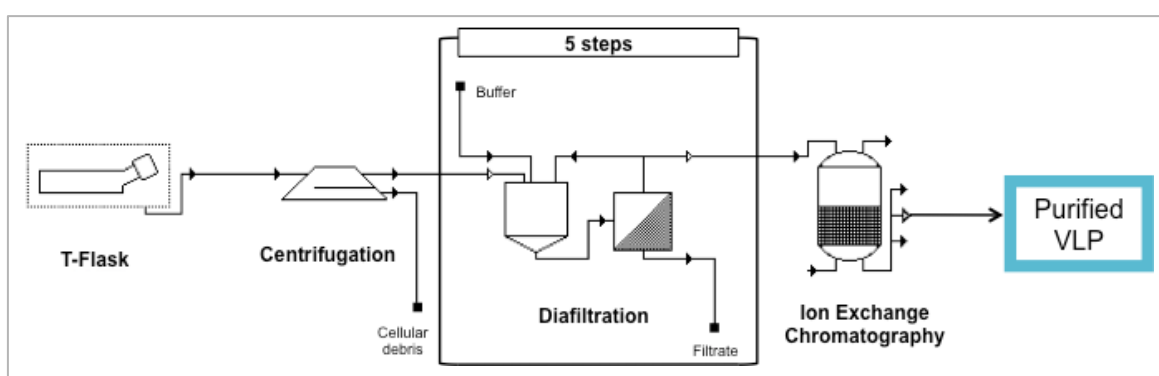 5 steps
Buffer
T-Flask
Centrifugation
Cellular
debris
Diafiltration
Filtrate
Ion Exchange
Chromatography
Purified
VLP